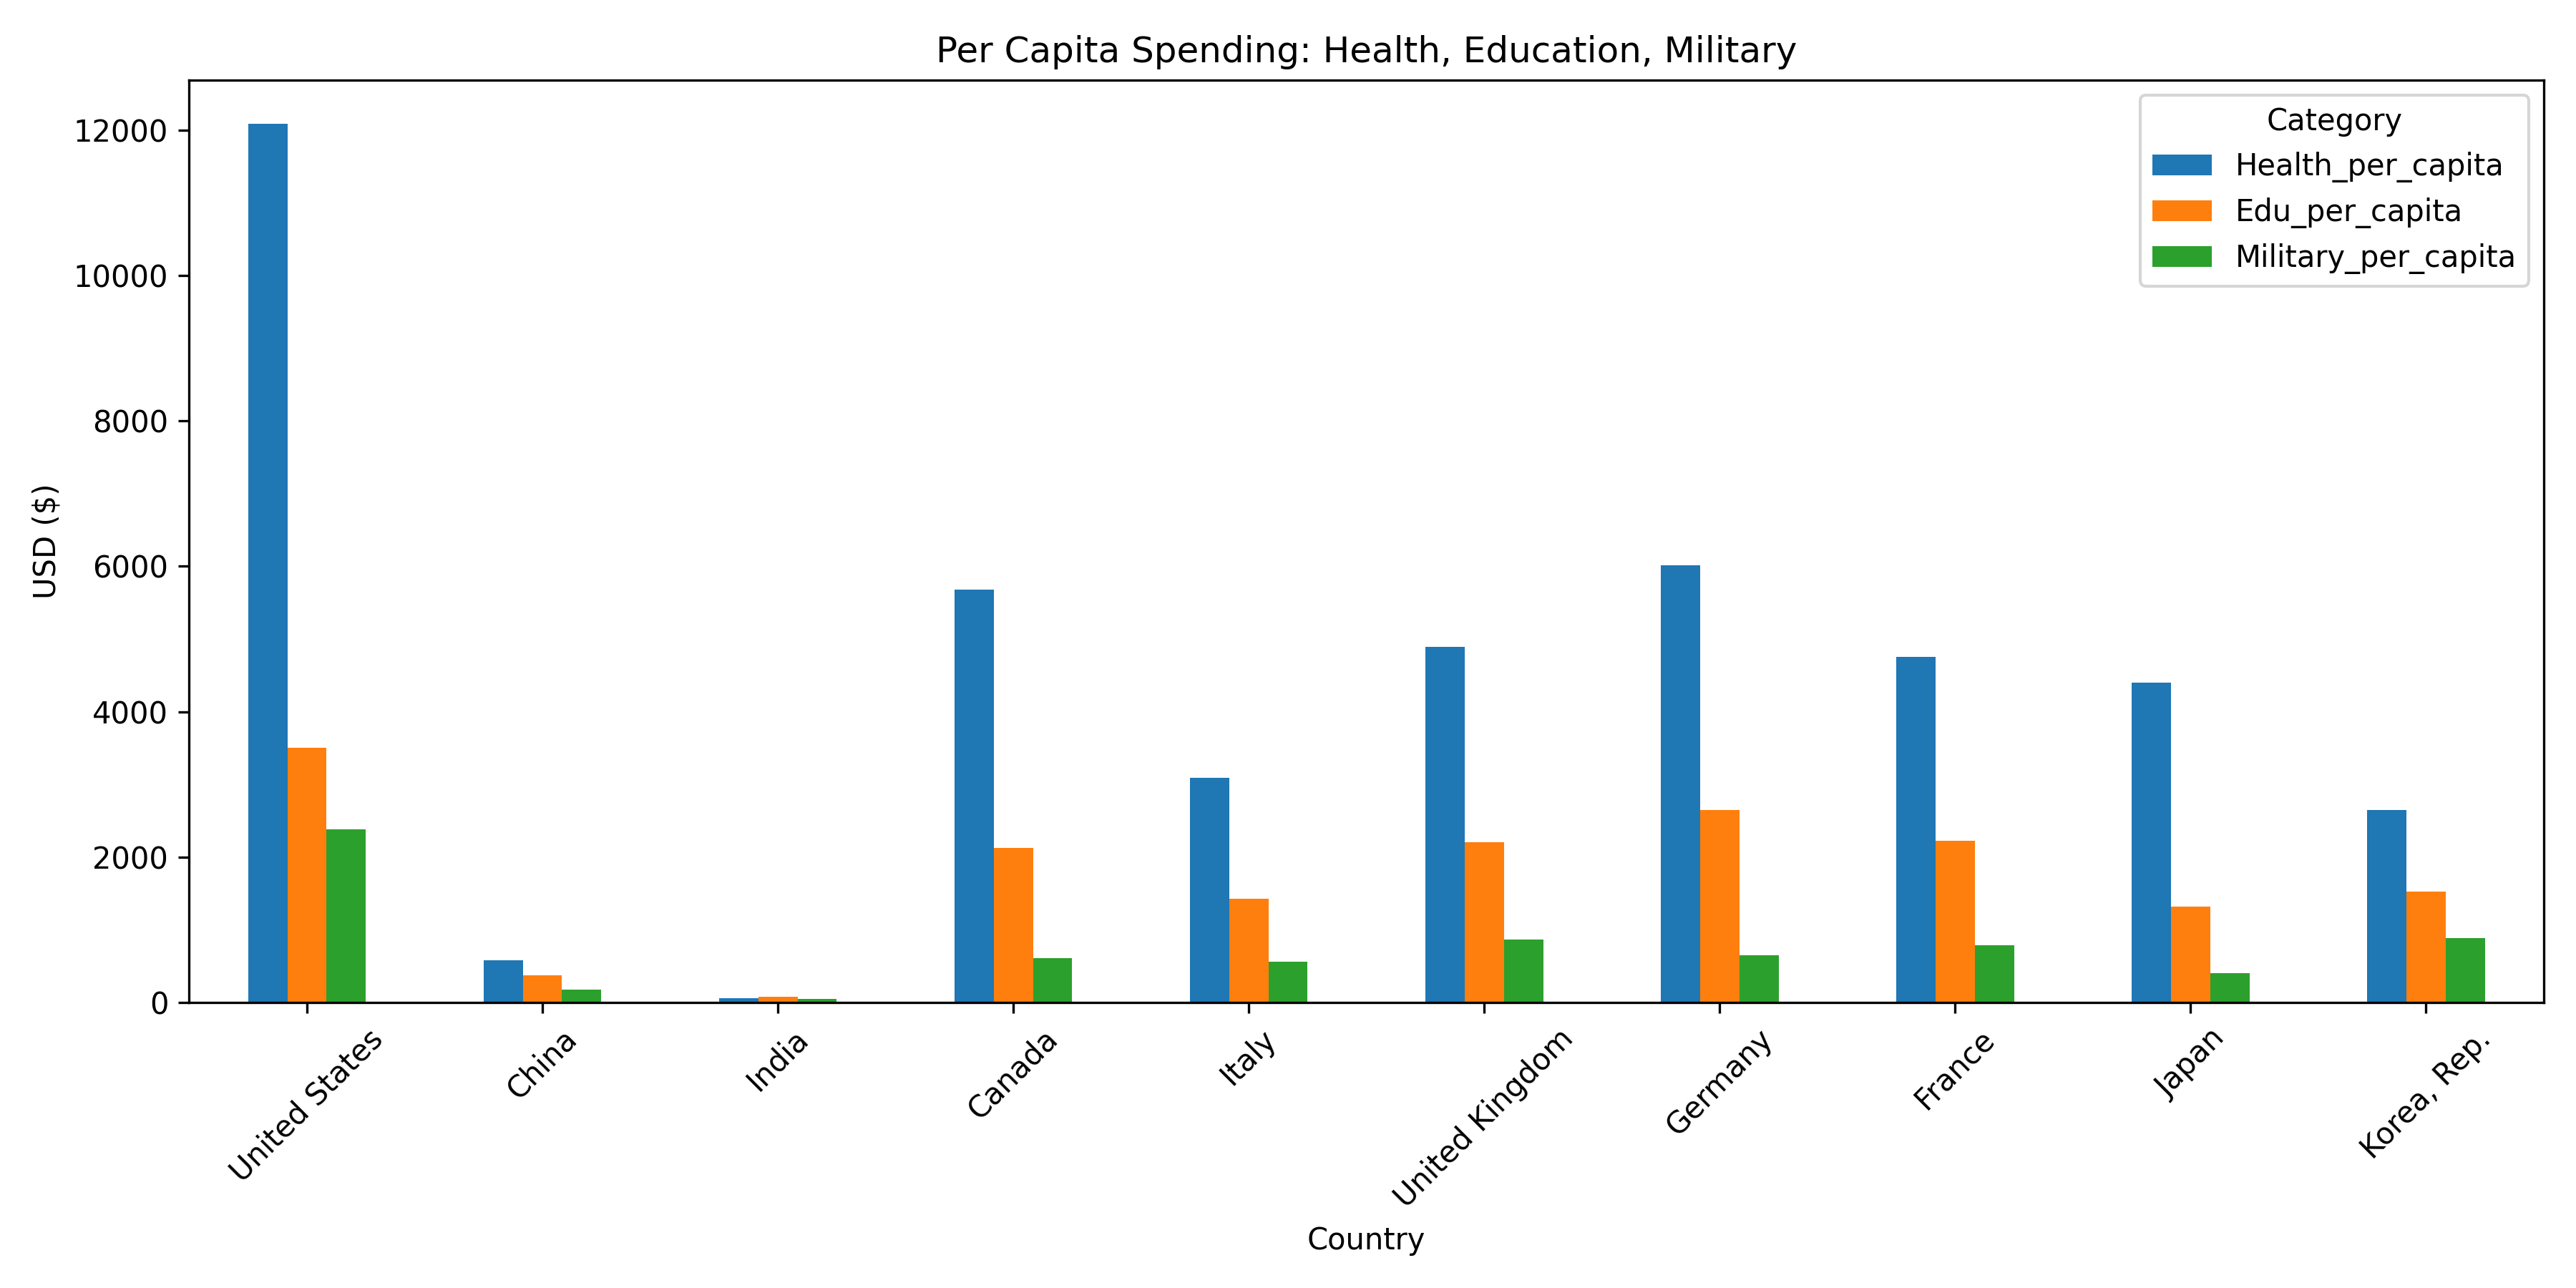 Per Capita Spending: Health, Education, Military
Category
Health_per_capita
Edu_per_capita
Military_per_capita
USD ($)
12000
10000
8000
6000
4000
2000
0
United States
China
India
Canada
Italy
United Kingdom
Germany
France
Japan
Korea, Rep.
Country